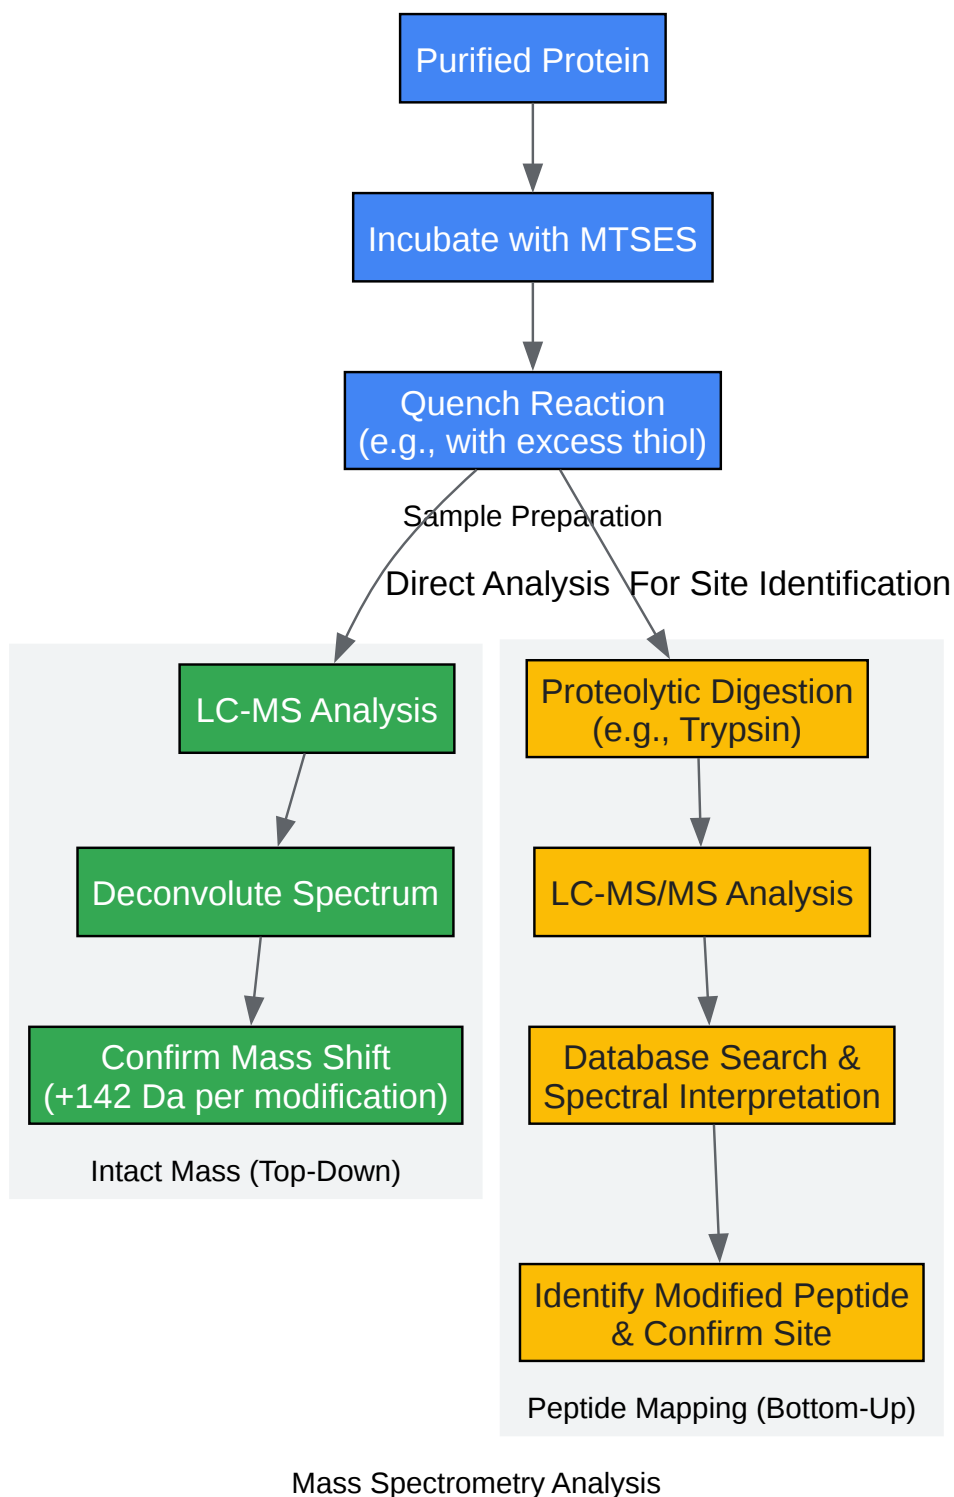 Purified Protein
Incubate with MTSES
Quench Reaction
(e.g., with excess thiol)
Sample Preparation
Direct Analysis
For Site Identification
LC-MS Analysis
Deconvolute Spectrum
Confirm Mass Shift
(+142 Da per modification)
Intact Mass (Top-Down)
Proteolytic Digestion
(e.g., Trypsin)
LC-MS/MS Analysis
Database Search &
Spectral Interpretation
Identify Modified Peptide
& Confirm Site
Peptide Mapping (Bottom-Up)
Mass Spectrometry Analysis